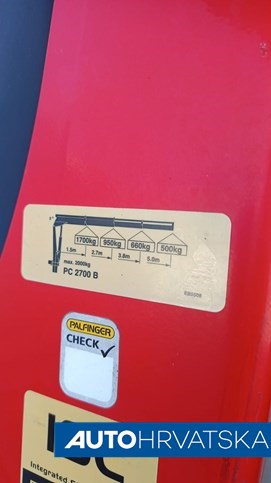 1700kg 950kg 660kg 500kg
1.0m 2.7m 3.8m 5.0m
max. 2000kg
PC 2700 B
PALFINGER
CHECK
Integrated
AUTOHRVATSKA